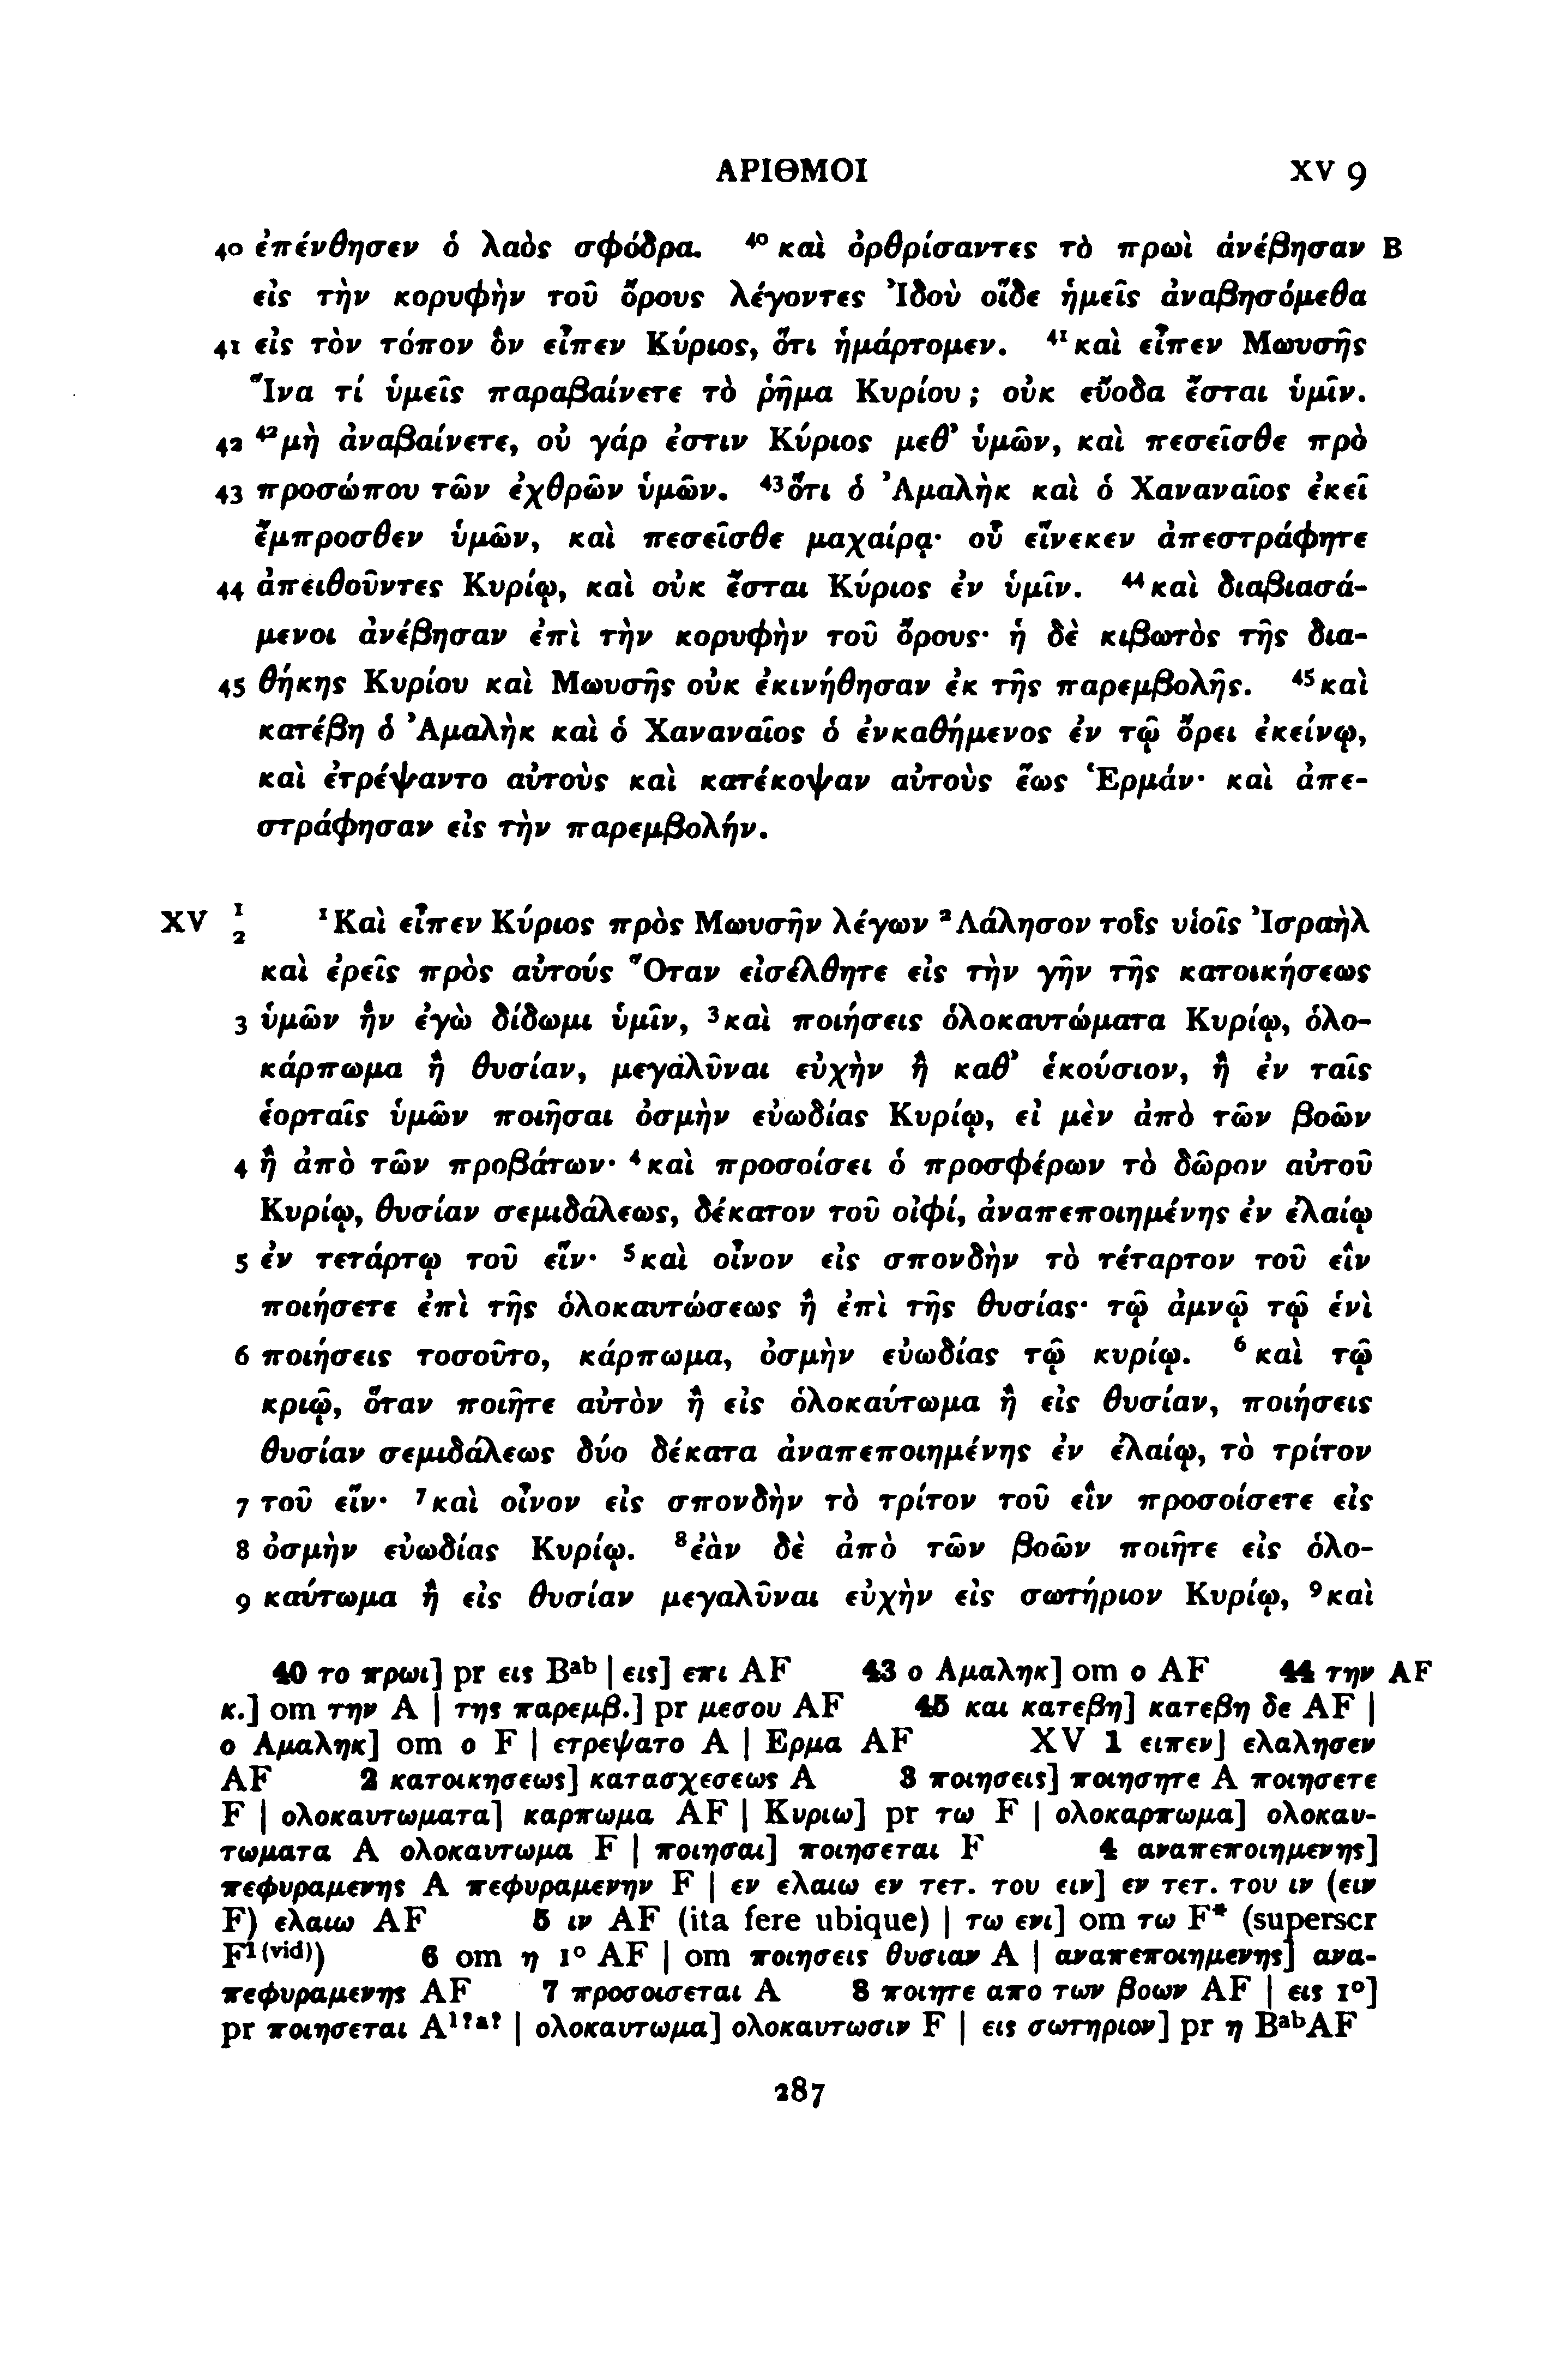 ΑΡΙΘΜΟΙ XV 9
40 ἐπένθησεν ὁ λαὸς σφόδρα. ⁴⁰καὶ ὀρθρίσαντες τὸ πρωὶ ἀνέβησαν B
εἰς τὴν κορυφὴν τοῦ ὄρους λέγοντες Ἰδοὺ οἵδε ἡμεῖς ἀναβησόμεθα
41 εἰς τὸν τόπον ὃν εἶπεν Κύριος, ὅτι ἡμάρτομεν. ⁴¹καὶ εἶπεν Μωυσῆς
Ἵνα τί ὑμεῖς παραβαίνετε τὸ ῥῆμα Κυρίου; οὐκ εὔοδα ἔσται ὑμῖν.
42 ⁴²μὴ ἀναβαίνετε, οὐ γάρ ἐστιν Κύριος μεθ' ὑμῶν, καὶ πεσεῖσθε πρὸ
43 προσώπου τῶν ἐχθρῶν ὑμῶν. ⁴³ὅτι ὁ Ἀμαλὴκ καὶ ὁ Χαναναῖος ἐκεῖ
ἔμπροσθεν ὑμῶν, καὶ πεσεῖσθε μαχαίρᾳ· οὗ εἵνεκεν ἀπεστράφητε
44 ἀπειθοῦντες Κυρίῳ, καὶ οὐκ ἔσται Κύριος ἐν ὑμῖν. ⁴⁴καὶ διαβιασά-
μενοι ἀνέβησαν ἐπὶ τὴν κορυφὴν τοῦ ὄρους· ἡ δὲ κιβωτὸς τῆς δια-
45 θήκης Κυρίου καὶ Μωυσῆς οὐκ ἐκινήθησαν ἐκ τῆς παρεμβολῆς. ⁴⁵καὶ
κατέβη ὁ Ἀμαλὴκ καὶ ὁ Χαναναῖος ὁ ἐνκαθήμενος ἐν τῷ ὄρει ἐκείνῳ,
καὶ ἐτρέψαντο αὐτοὺς καὶ κατέκοψαν αὐτοὺς ἕως Ἑρμάν· καὶ ἀπε-
στράφησαν εἰς τὴν παρεμβολήν.
XV 1 2 ¹Καὶ εἶπεν Κύριος πρὸς Μωυσῆν λέγων ²Λάλησον τοῖς υἱοῖς Ἰσραὴλ
καὶ ἐρεῖς πρὸς αὐτούς Ὅταν εἰσέλθητε εἰς τὴν γῆν τῆς κατοικήσεως
3 ὑμῶν ἣν ἐγὼ δίδωμι ὑμῖν, ³καὶ ποιήσεις ὁλοκαυτώματα Κυρίῳ, ὁλο-
κάρπωμα ἢ θυσίαν, μεγαλῦναι εὐχὴν ἢ καθ' ἑκούσιον, ἢ ἐν ταῖς
ἑορταῖς ὑμῶν ποιῆσαι ὀσμὴν εὐωδίας Κυρίῳ, εἰ μὲν ἀπὸ τῶν βοῶν
4 ἢ ἀπὸ τῶν προβάτων· ⁴καὶ προσοίσει ὁ προσφέρων τὸ δῶρον αὐτοῦ
Κυρίῳ, θυσίαν σεμιδάλεως, δέκατον τοῦ οἰφί, ἀναπεποιημένης ἐν ἐλαίῳ
5 ἐν τετάρτῳ τοῦ εἵν· ⁵καὶ οἶνον εἰς σπονδὴν τὸ τέταρτον τοῦ εἲν
ποιήσετε ἐπὶ τῆς ὁλοκαυτώσεως ἢ ἐπὶ τῆς θυσίας· τῷ ἀμνῷ τῷ ἑνὶ
6 ποιήσεις τοσοῦτο, κάρπωμα, ὀσμὴν εὐωδίας τῷ κυρίῳ. ⁶καὶ τῷ
κριῷ, ὅταν ποιῆτε αὐτὸν ἢ εἰς ὁλοκαύτωμα ἢ εἰς θυσίαν, ποιήσεις
θυσίαν σεμιδάλεως δύο δέκατα ἀναπεποιημένης ἐν ἐλαίῳ, τὸ τρίτον
7 τοῦ εἵν· ⁷καὶ οἶνον εἰς σπονδὴν τὸ τρίτον τοῦ εἲν προσοίσετε εἰς
8 ὀσμὴν εὐωδίας Κυρίῳ. ⁸ἐὰν δὲ ἀπὸ τῶν βοῶν ποιῆτε εἰς ὁλο-
9 καύτωμα ἢ εἰς θυσίαν μεγαλῦναι εὐχὴν εἰς σωτήριον Κυρίῳ, ⁹καὶ
40 το πρωι] pr εις Bᵃᵇ | εις] επι AF 43 ο Αμαληκ] om ο AF 44 την AF
κ.] om την A | της παρεμβ.] pr μεσου AF 45 και κατεβη] κατεβη δε AF |
ο Αμαληκ] om ο F | ετρεψατο A | Ερμα AF XV 1 ειπεν] ελαλησεν
AF 2 κατοικησεως] κατασχεσεως A 3 ποιησεις] ποιησητε A ποιησετε
F | ολοκαυτωματα] καρπωμα AF | Κυριω] pr τω F | ολοκαρπωμα] ολοκαυ-
τωματα A ολοκαυτωμα F | ποιησαι] ποιησεται F 4 αναπεποιημενης]
πεφυραμενης A πεφυραμενην F | εν ελαιω εν τετ. του ειν] εν τετ. του ιν (ειν
F) ελαιω AF 5 ιν AF (ita fere ubique) | τω ενι] om τω F* (superscr
F¹⁽ᵛⁱᵈ⁾) 6 om η 1° AF | om ποιησεις θυσιαν A | αναπεποιημενης] ανα-
πεφυραμενης AF 7 προσοισεται A 8 ποιητε απο των βοων AF | εις 1°]
pr ποιησεται A¹ˀᵃˀ | ολοκαυτωμα] ολοκαυτωσιν F | εις σωτηριον] pr η BᵃᵇAF
287